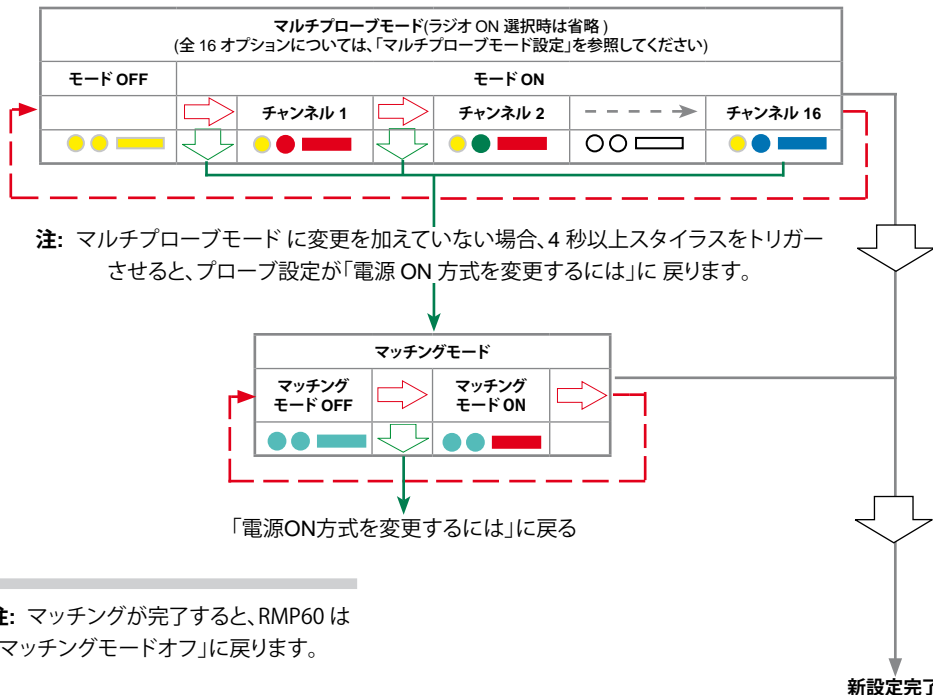 マルチプローブモード(ラジオ ON 選択時は省略 )
(全 16 オプションについては、「マルチプローブモード設定」を参照してください)
モード OFF
モード ON
チャンネル 1
チャンネル 2
チャンネル 16
注: マルチプローブモード に変更を加えていない場合、4 秒以上スタイラスをトリガー
させると、プローブ設定が「電源 ON 方式を変更するには」に 戻ります。
マッチングモード
マッチング
モード OFF
マッチング
モード ON
「電源ON方式を変更するには」に戻る
注: マッチングが完了すると、RMP60 は
マッチングモードオフ」に戻ります。
新設定完了